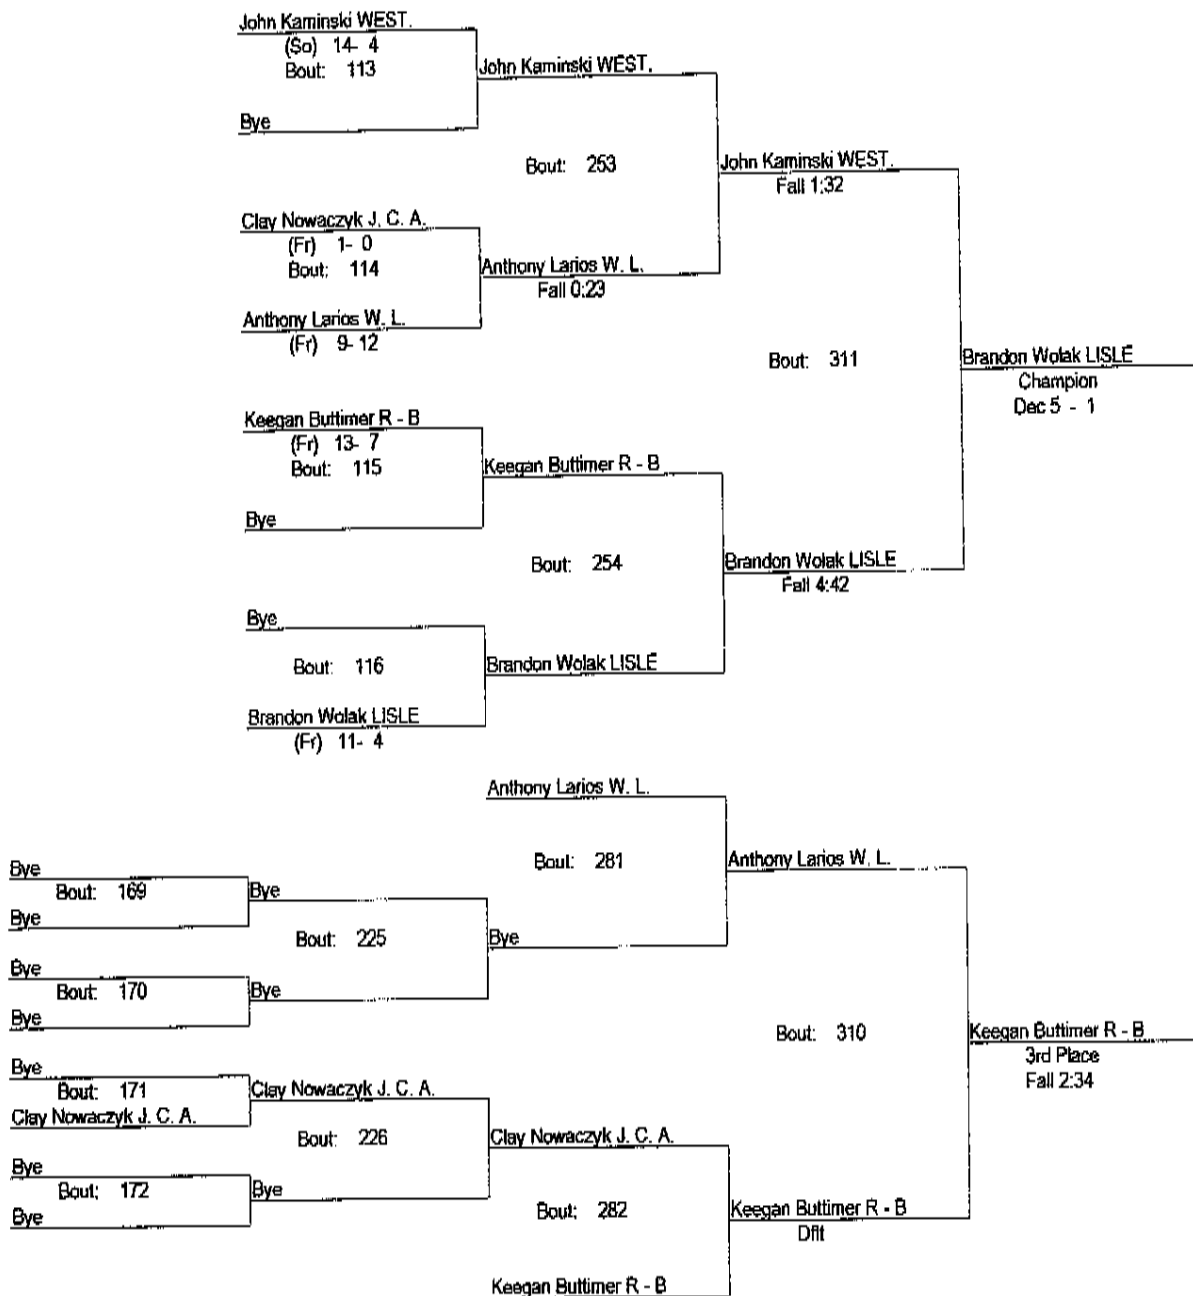 John Kaminski WEST.
(So) 14- 4
Bout: 113
John Kaminski WEST.
Bye
Bout: 253
John Kaminski WEST.
Fall 1:32
Clay Nowaczyk J. C. A.
(Fr) 1- 0
Bout: 114
Anthony Larios W. L.
Fall 0:23
Anthony Larios W. L.
(Fr) 9- 12
Bout: 311
Brandon Wolak LISLE
Champion
Dec 5 - 1
Keegan Buttimer R - B
(Fr) 13- 7
Bout: 115
Keegan Buttimer R - B
Bye
Bout: 254
Brandon Wolak LISLE
Fall 4:42
Bye
Bout: 116
Brandon Wolak LISLE
Brandon Wolak LISLE
(Fr) 11- 4
Anthony Larios W. L.
Bout: 281
Anthony Larios W. L.
Bye
Bout: 169
Bye
Bye
Bout: 225
Bye
Bye
Bout: 170
Bye
Bye
Bout: 310
Keegan Buttimer R - B
3rd Place
Fall 2:34
Bye
Bout: 171
Clay Nowaczyk J. C. A.
Clay Nowaczyk J. C. A.
Bout: 226
Clay Nowaczyk J. C. A.
Bye
Bout: 172
Bye
Bye
Bout: 282
Keegan Buttimer R - B
Dflt
Keegan Buttimer R - B